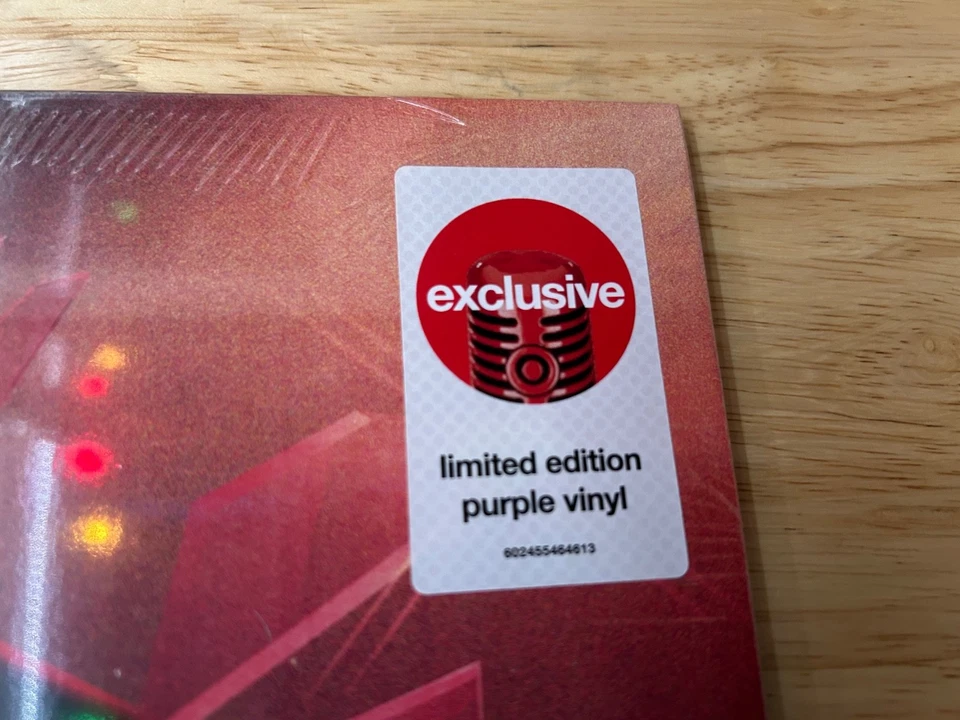 exclusive
limited edition
purple vinyl
602455464613